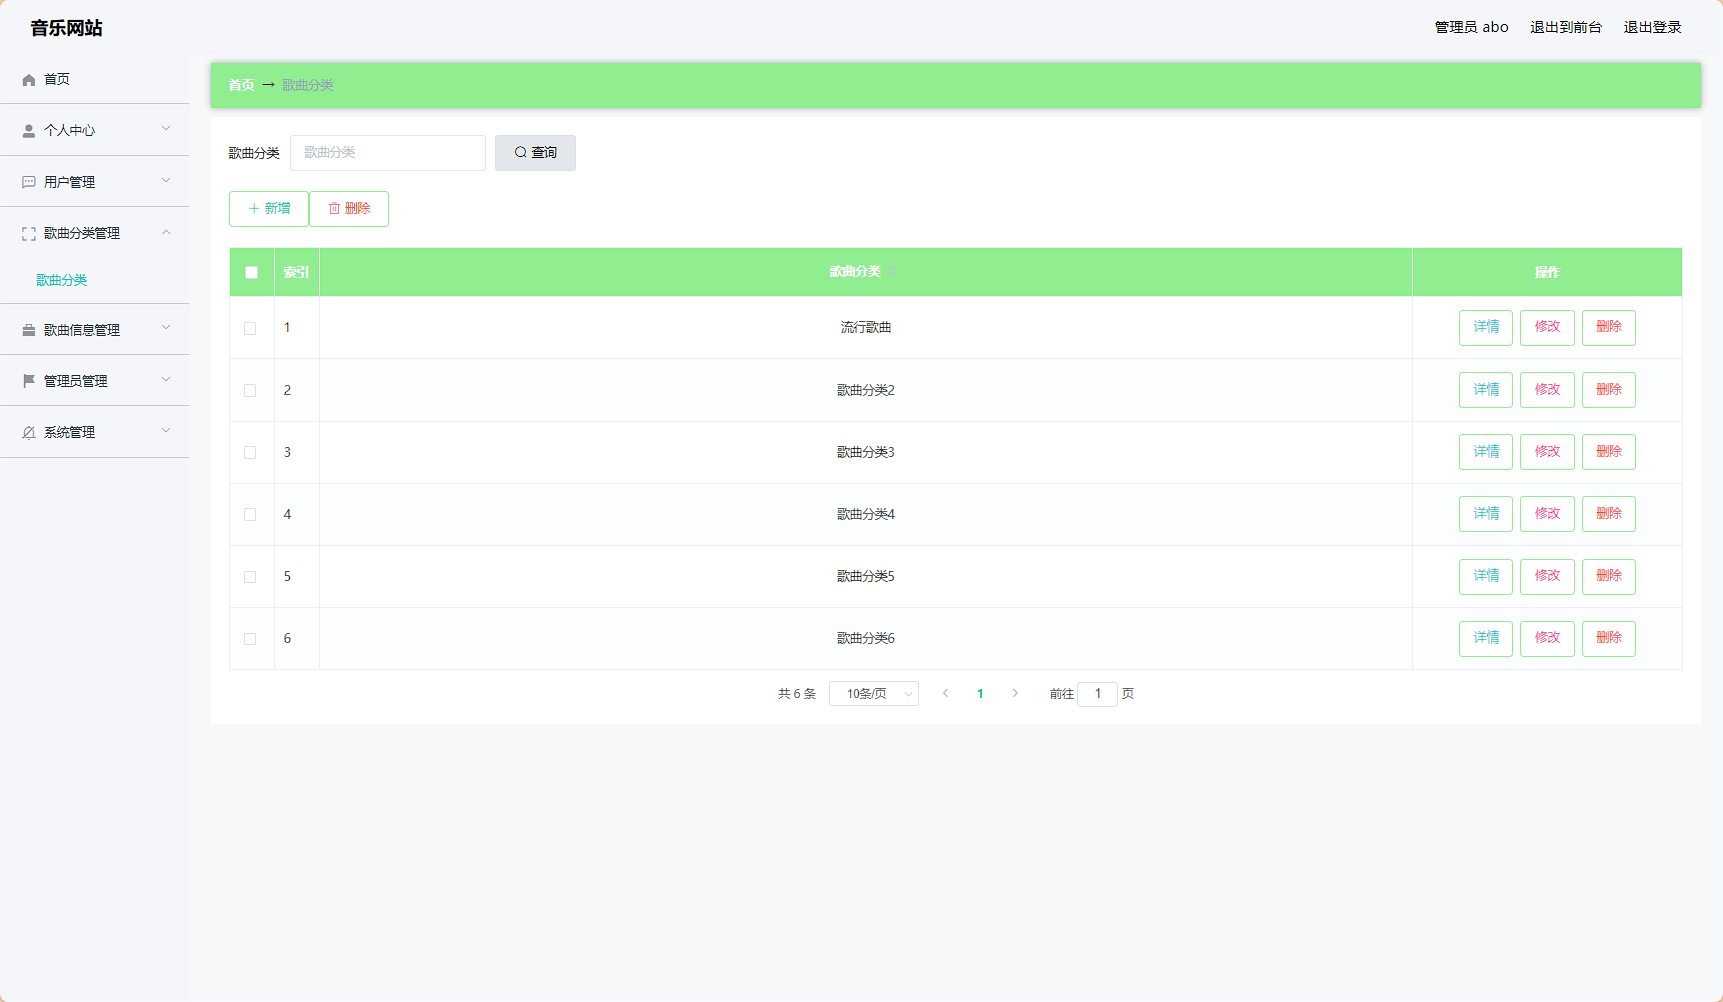 音乐网站
管理员 abo 退出到前台 退出登录
首页
个人中心
用户管理
歌曲分类管理
歌曲分类
歌曲信息管理
管理员管理
系统管理
首页 → 歌曲分类
歌曲分类 歌曲分类 查询
新增 删除
索引 歌曲分类 操作
1 流行歌曲 详情 修改 删除
2 歌曲分类2 详情 修改 删除
3 歌曲分类3 详情 修改 删除
4 歌曲分类4 详情 修改 删除
5 歌曲分类5 详情 修改 删除
6 歌曲分类6 详情 修改 删除
共 6 条 10条/页 1 前往 1 页